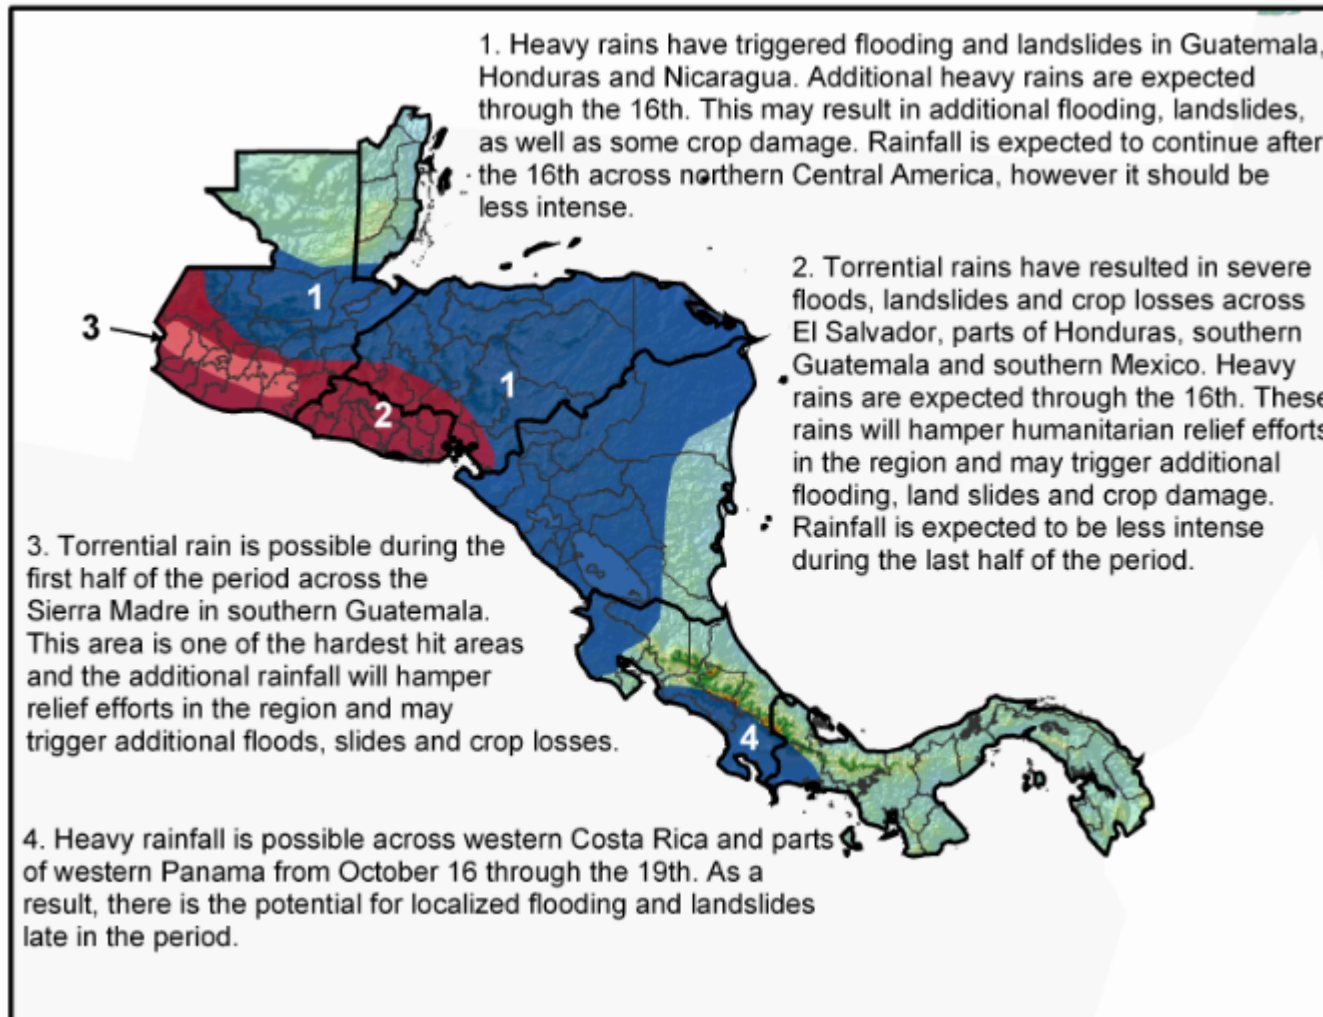 1. Heavy rains have triggered flooding and landslides in Guatemala,
Honduras and Nicaragua. Additional heavy rains are expected
through the 16th. This may result in additional flooding, landslides,
as well as some crop damage. Rainfall is expected to continue after
the 16th across northern Central America, however it should be
less intense.
2. Torrential rains have resulted in severe
floods, landslides and crop losses across
El Salvador, parts of Honduras, southern
Guatemala and southern Mexico. Heavy
rains are expected through the 16th. These
rains will hamper humanitarian relief efforts
in the region and may trigger additional
flooding, land slides and crop damage.
Rainfall is expected to be less intense
during the last half of the period.
1
3
1
2
3. Torrential rain is possible during the
first half of the period across the
Sierra Madre in southern Guatemala.
This area is one of the hardest hit areas
and the additional rainfall will hamper
relief efforts in the region and may
trigger additional floods, slides and crop losses.
4
4. Heavy rainfall is possible across western Costa Rica and parts
of western Panama from October 16 through the 19th. As a
result, there is the potential for localized flooding and landslides
late in the period.